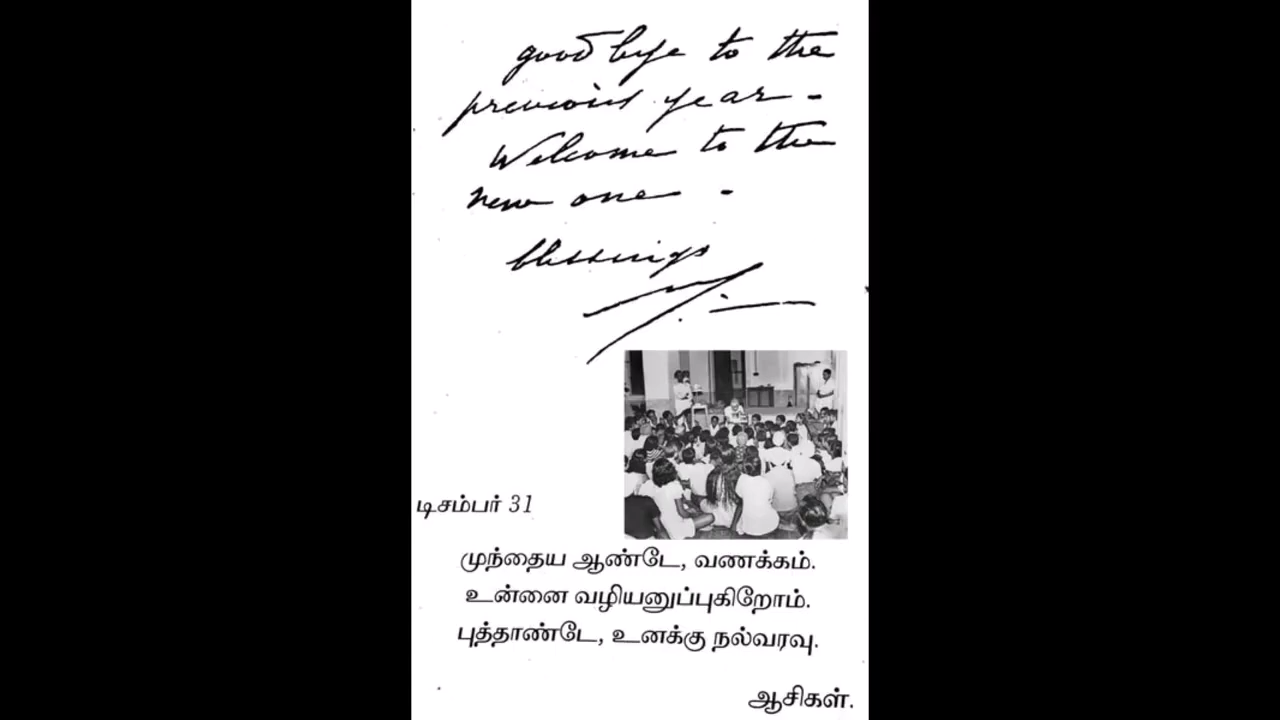 good bye to the
previous year -
Welcome to the
new one -
blessings
டிசம்பர் 31
முந்தைய ஆண்டே, வணக்கம்.
உன்னை வழியனுப்புகிறோம்.
புத்தாண்டே, உனக்கு நல்வரவு.
ஆசிகள்.